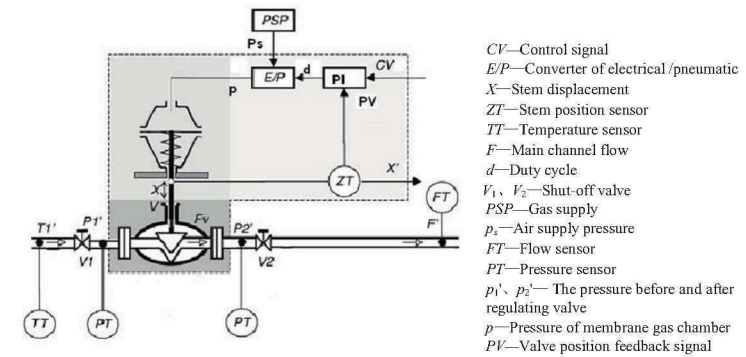 PSP
Ps
CV
E/P
d
PI
p
PV
X'
ZT
X
FT
V
Fv
T1'
P1'
P2'
F'
V1
V2
TT
PT
PT
CV—Control signal
E/P—Converter of electrical /pneumatic
X—Stem displacement
ZT—Stem position sensor
TT—Temperature sensor
F—Main channel flow
d—Duty cycle
V₁、V₂—Shut-off valve
PSP—Gas supply
pₛ—Air supply pressure
FT—Flow sensor
PT—Pressure sensor
p₁'、p₂'— The pressure before and after
regulating valve
p—Pressure of membrane gas chamber
PV—Valve position feedback signal